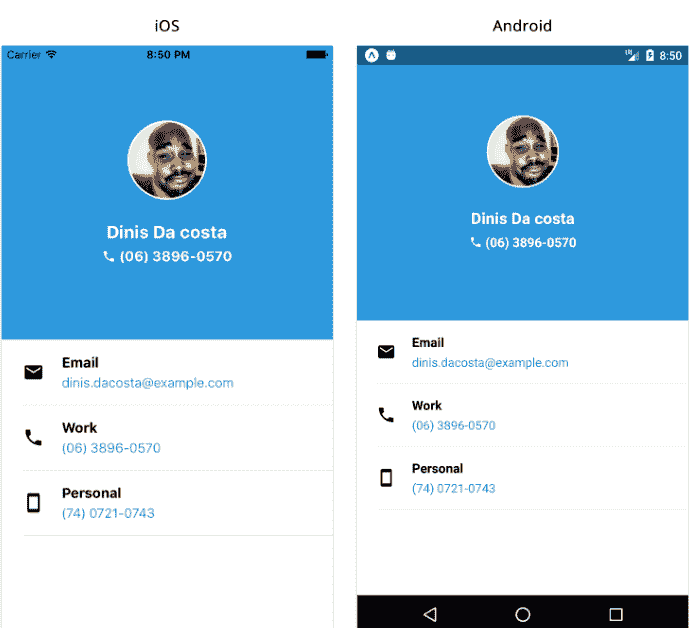 iOS
Carrier 8:50 PM
Dinis Da costa
(06) 3896-0570
Email
dinis.dacosta@example.com
Work
(06) 3896-0570
Personal
(74) 0721-0743
Android
8:50
Dinis Da costa
(06) 3896-0570
Email
dinis.dacosta@example.com
Work
(06) 3896-0570
Personal
(74) 0721-0743